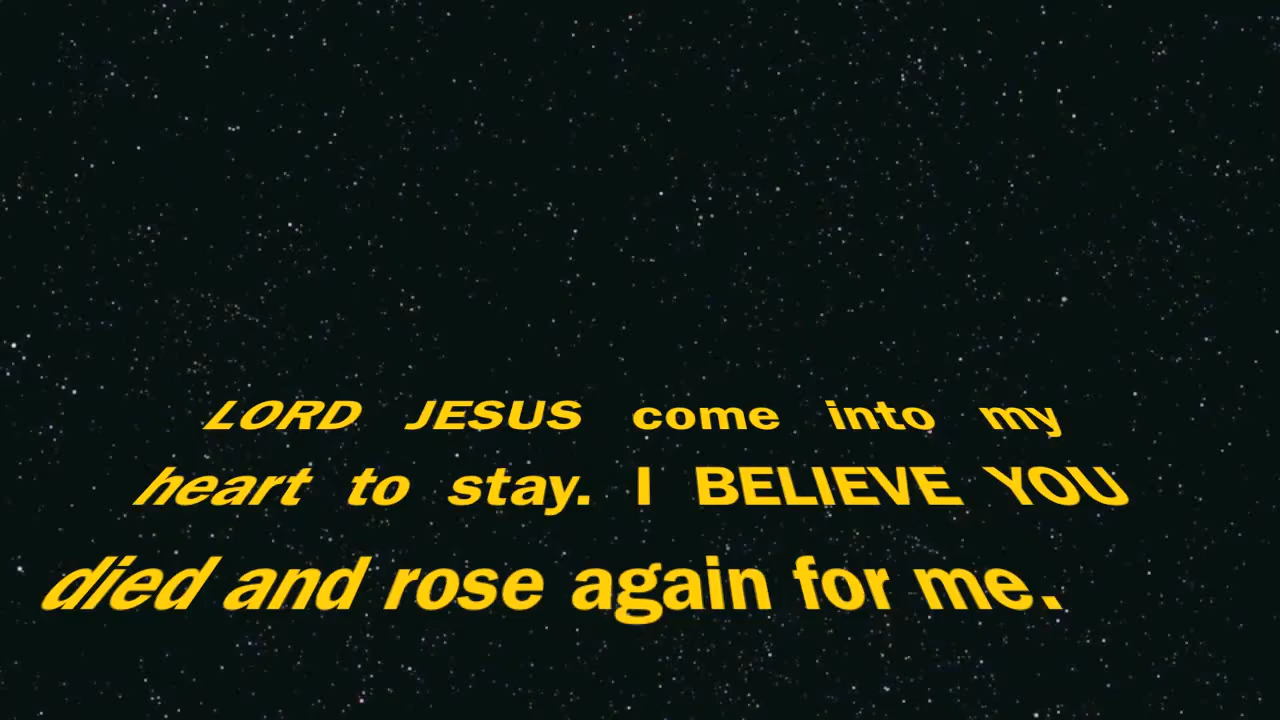 LORD JESUS come into my
heart to stay. I BELIEVE YOU
died and rose again for me.